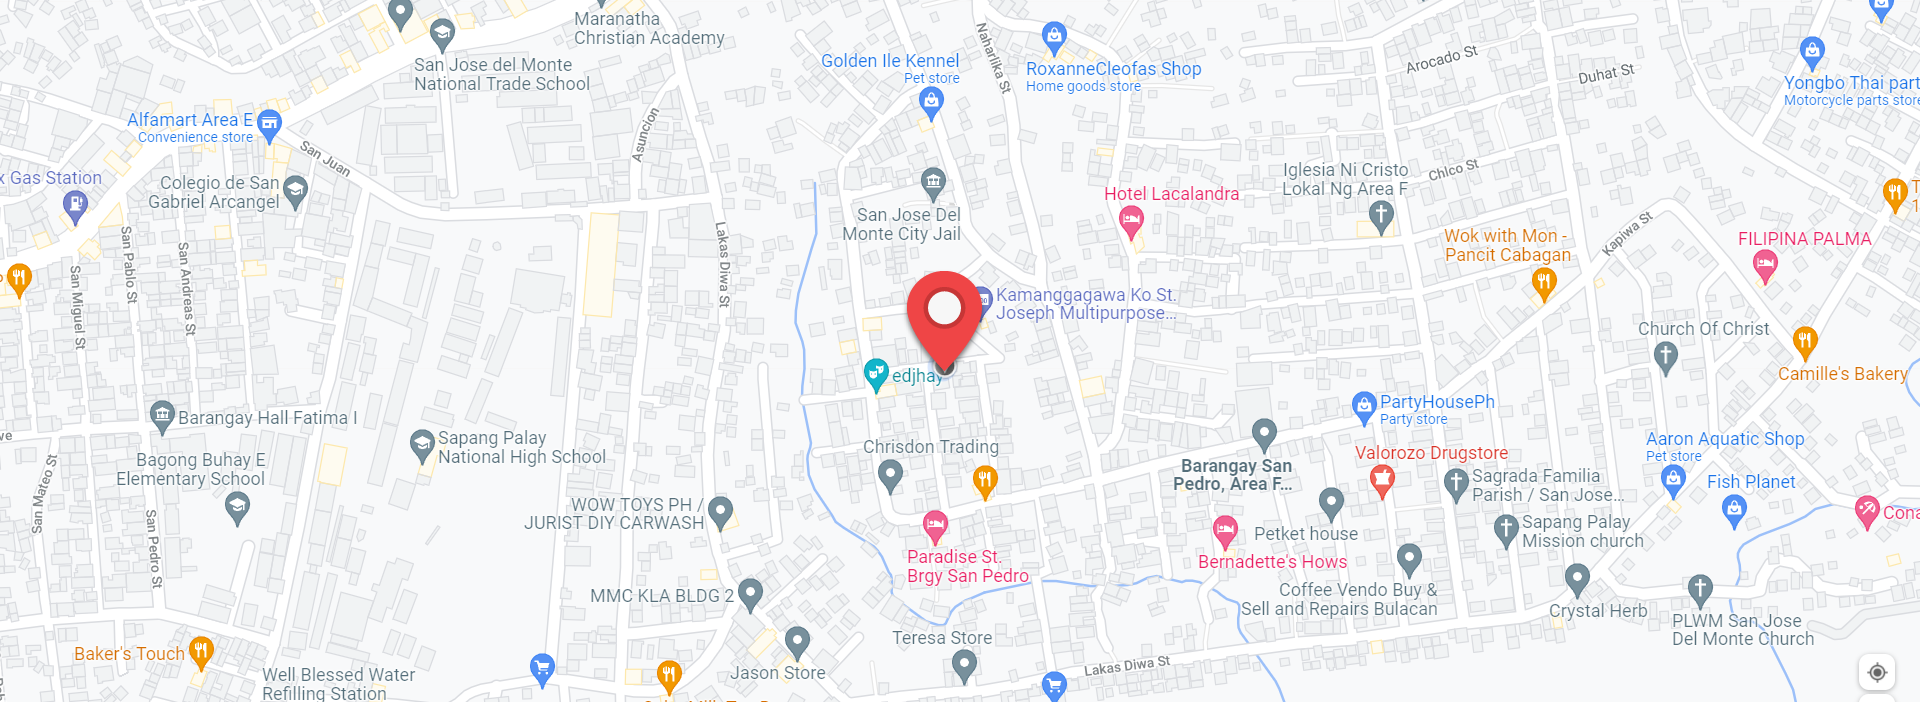 Maranatha
Christian Academy
San Jose del Monte
National Trade School
Golden Ile Kennel
Pet store
Naharlika St
RoxanneCleofas Shop
Home goods store
Arocado St
Duhat St
Yongbo Thai part
Motorcycle parts store
Alfamart Area E
Convenience store
San Juan
Asuncion
x Gas Station
Colegio de San
Gabriel Arcangel
San Jose Del
Monte City Jail
Hotel Lacalandra
Iglesia Ni Cristo
Lokal Ng Area F
Chico St
Kapiwa St
Wok with Mon -
Pancit Cabagan
FILIPINA PALMA
T
1
San Pablo St
San Andreas St
San Miguel St
Lakas Diwa St
Kamanggagawa Ko St.
Joseph Multipurpose...
Church Of Christ
Camille's Bakery
edjhay
Barangay Hall Fatima I
ve
Sapang Palay
National High School
Bagong Buhay E
Elementary School
San Mateo St
San Pedro St
Chrisdon Trading
PartyHousePh
Party store
Barangay San
Pedro, Area F...
Valorozo Drugstore
Sagrada Familia
Parish / San Jose...
Aaron Aquatic Shop
Pet store
Fish Planet
Cona
WOW TOYS PH /
JURIST DIY CARWASH
Petket house
Sapang Palay
Mission church
Paradise St.
Brgy San Pedro
Bernadette's Hows
MMC KLA BLDG 2
Coffee Vendo Buy &
Sell and Repairs Bulacan
Crystal Herb
PLWM San Jose
Del Monte Church
Teresa Store
Baker's Touch
Jason Store
Lakas Diwa St
Well Blessed Water
Refilling Station